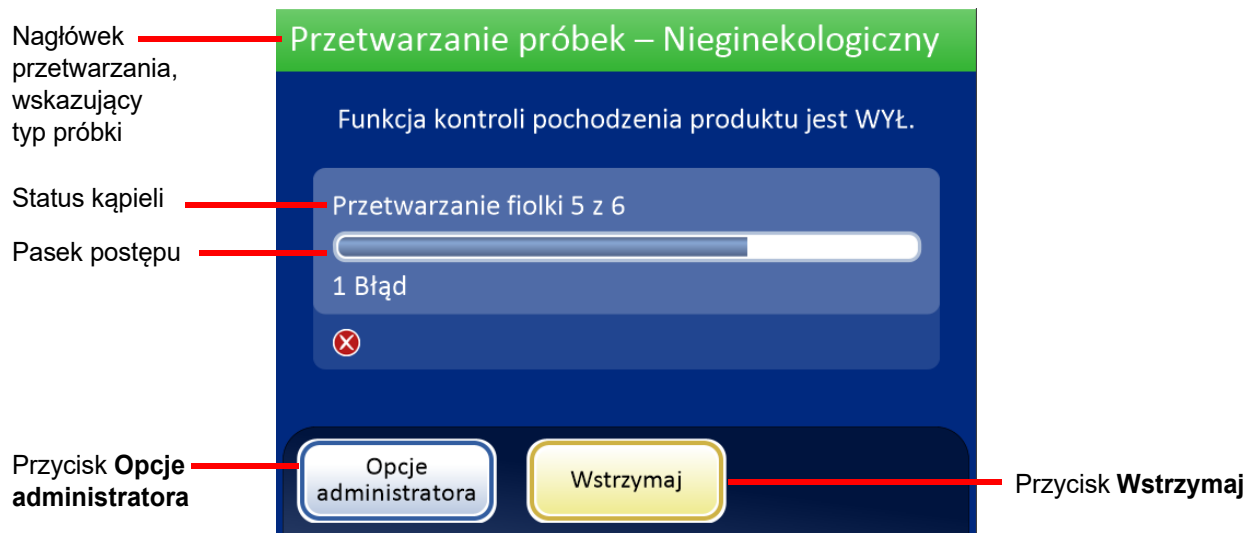 Nagłówek
przetwarzania,
wskazujący
typ próbki
Przetwarzanie próbek – Nieginekologiczny
Funkcja kontroli pochodzenia produktu jest WYŁ.
Status kąpieli
Przetwarzanie fiolki 5 z 6
Pasek postępu
1 Błąd
Przycisk Opcje
administratora
Opcje
administratora
Wstrzymaj
Przycisk Wstrzymaj